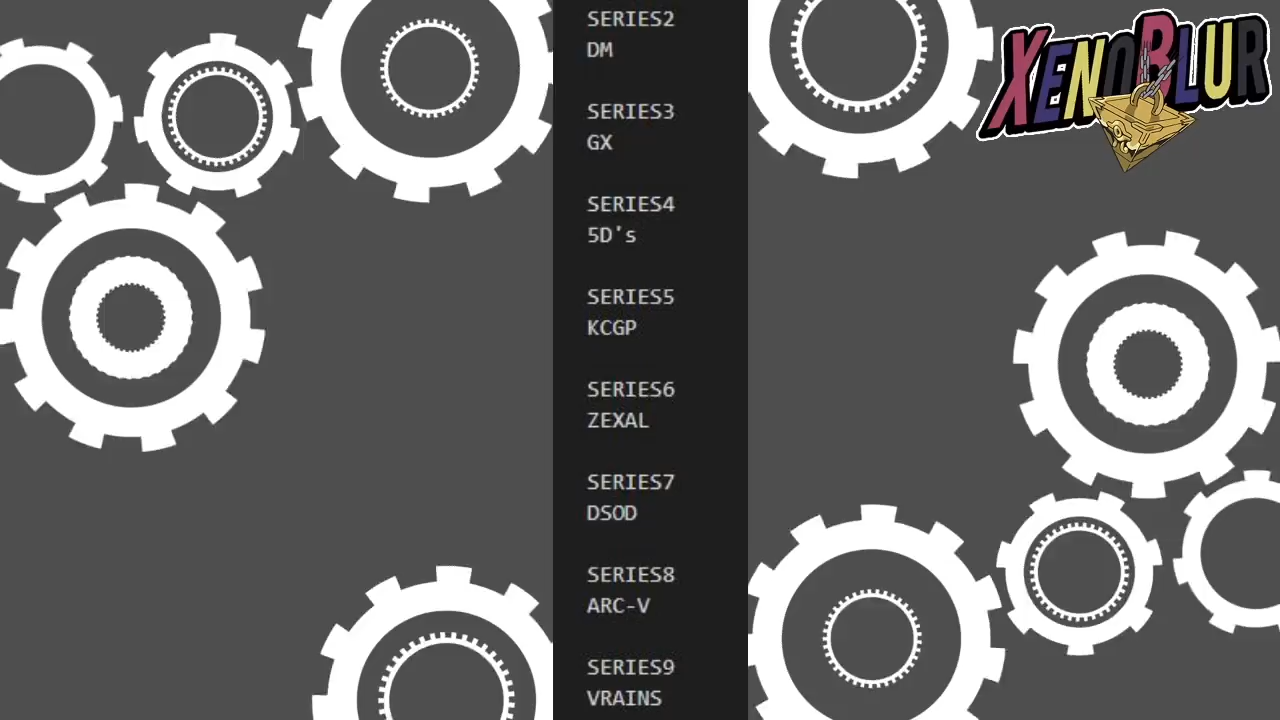 SERIES2
DM
SERIES3
GX
SERIES4
5D's
SERIES5
KCGP
SERIES6
ZEXAL
SERIES7
DSOD
SERIES8
ARC-V
SERIES9
VRAINS
XENOBLUR